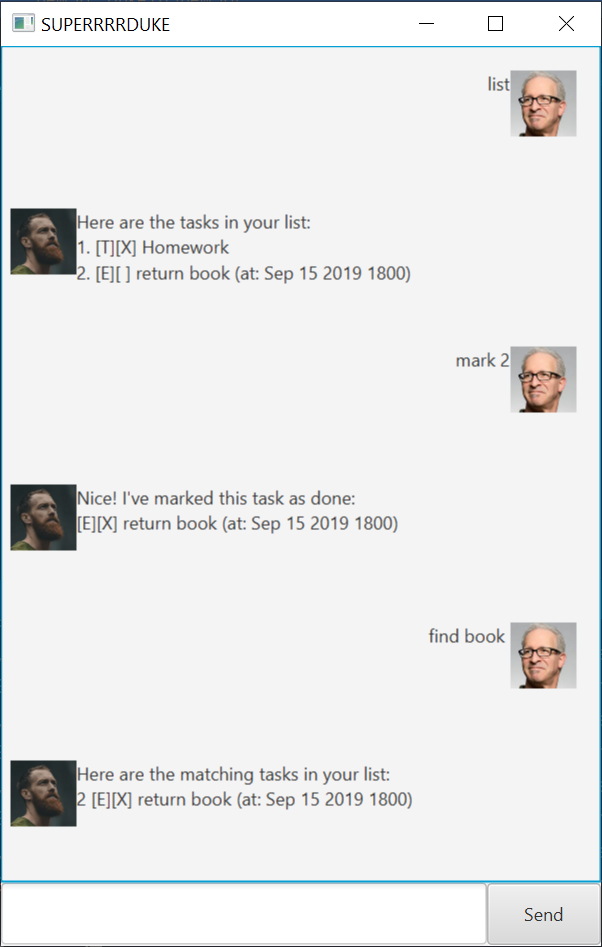 SUPERRRRDUKE
list
Here are the tasks in your list:
1. [T][X] Homework
2. [E][ ] return book (at: Sep 15 2019 1800)
mark 2
Nice! I've marked this task as done:
[E][X] return book (at: Sep 15 2019 1800)
find book
Here are the matching tasks in your list:
2 [E][X] return book (at: Sep 15 2019 1800)
Send